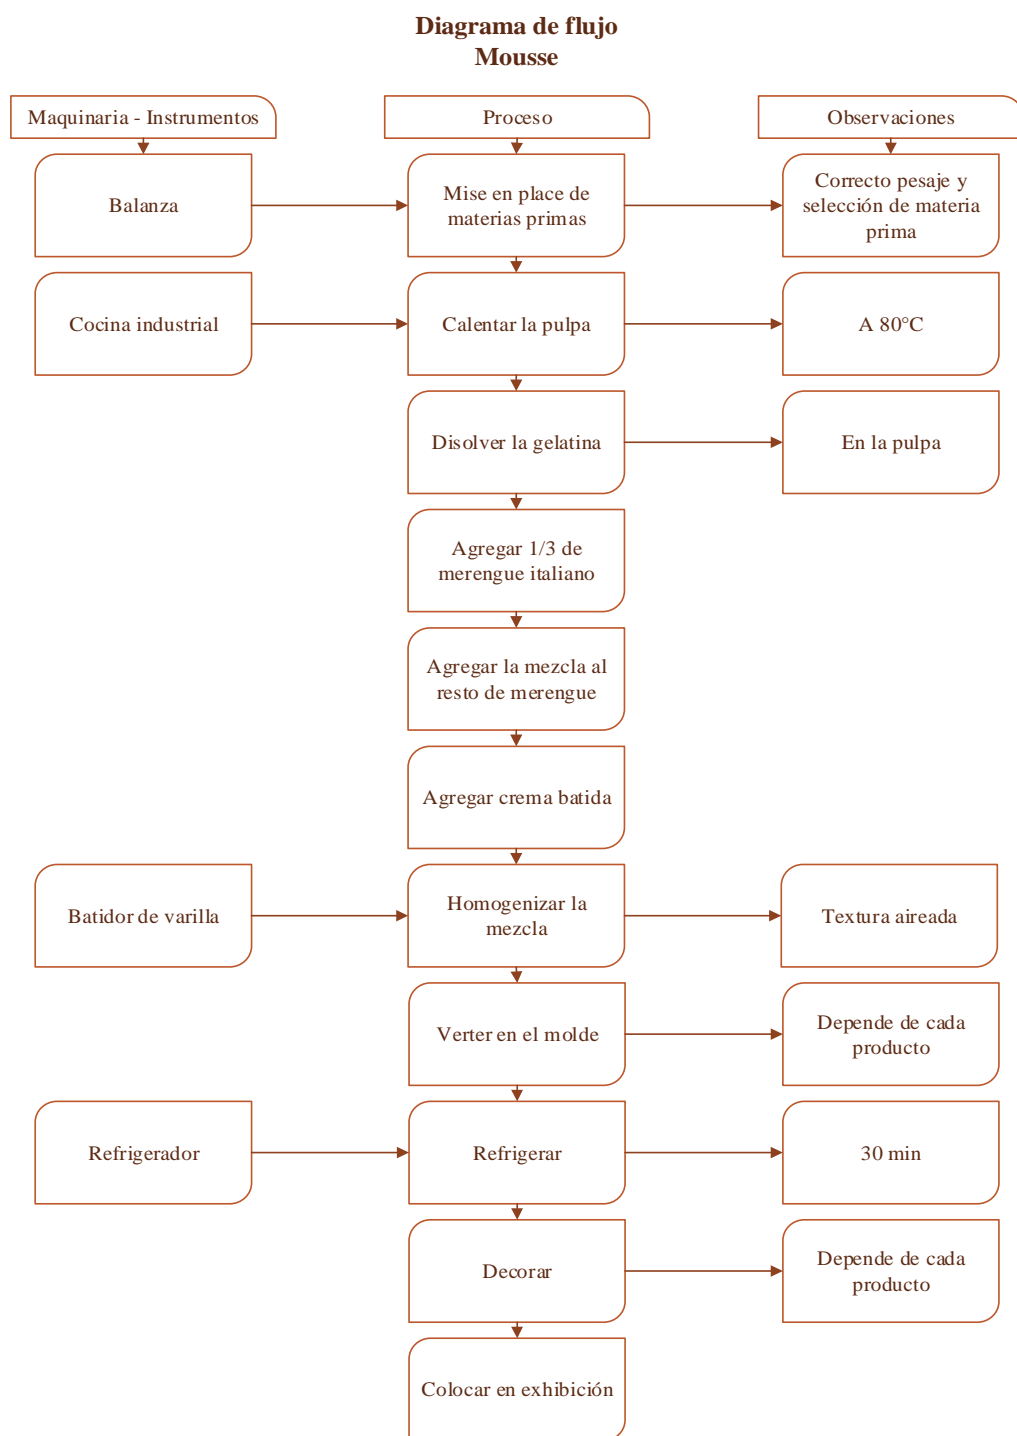 Diagrama de flujo
Mousse
Maquinaria - Instrumentos
Proceso
Observaciones
Balanza
Mise en place de
materias primas
Correcto pesaje y
selección de materia
prima
Cocina industrial
Calentar la pulpa
A 80°C
Disolver la gelatina
En la pulpa
Agregar 1/3 de
merengue italiano
Agregar la mezcla al
resto de merengue
Agregar crema batida
Batidor de varilla
Homogenizar la
mezcla
Textura aireada
Verter en el molde
Depende de cada
producto
Refrigerador
Refrigerar
30 min
Decorar
Depende de cada
producto
Colocar en exhibición